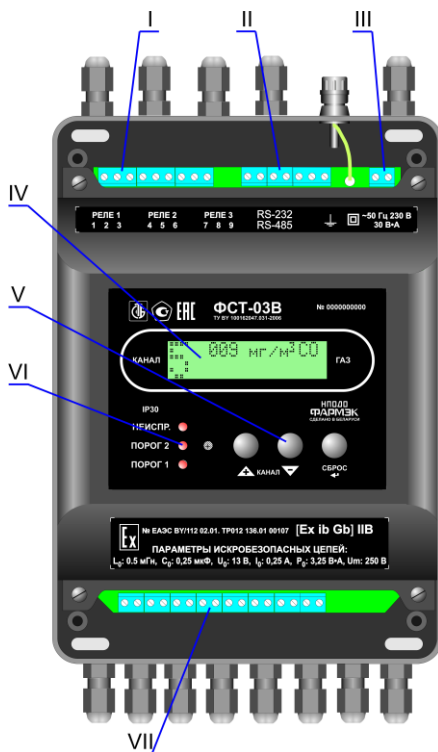 I II III
IV
V
VI
РЕЛЕ 1 РЕЛЕ 2 РЕЛЕ 3 RS-232 ~50 Гц 230 В
1 2 3 4 5 6 7 8 9 RS-485 30 В•А
ЕАС ФСТ-03В № 0000000000
ТУ BY 100162047.031-2006
КАНАЛ 009 мг/м³CO ГАЗ
IP30 НПОДО
ФАРМЭК
СДЕЛАНО В БЕЛАРУСИ
НЕИСПР.
ПОРОГ 2
ПОРОГ 1
КАНАЛ СБРОС
Ex № ЕАЭС BY/112 02.01. ТР012 136.01 00107 [Ex ib Gb] IIB
ПАРАМЕТРЫ ИСКРОБЕЗОПАСНЫХ ЦЕПЕЙ:
L₀: 0.5 мГн, C₀: 0,25 мкФ, U₀: 13 В, I₀: 0,25 А, P₀: 3,25 В•А, Um: 250 В
VII